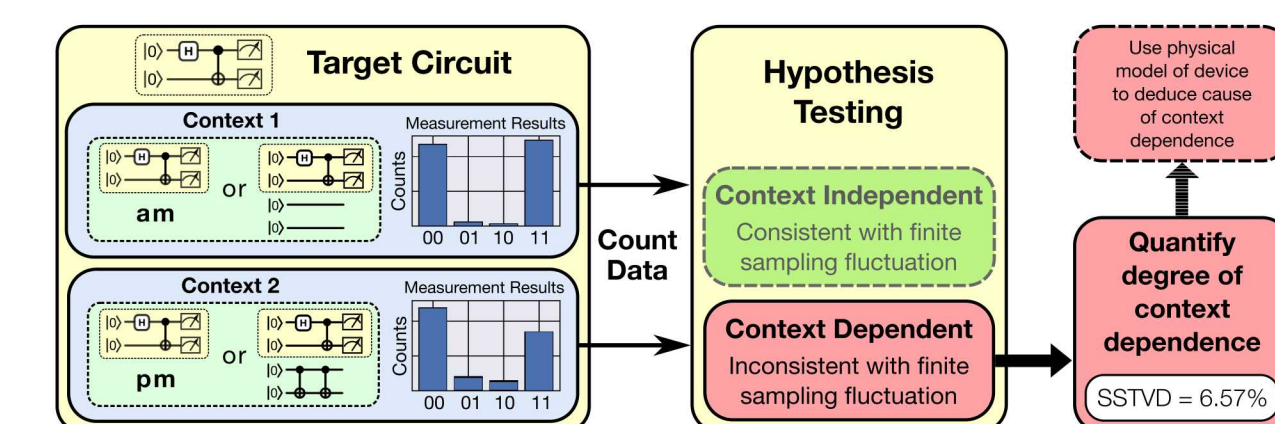 Target Circuit
|0⟩ H
|0⟩
Context 1
|0⟩ H
|0⟩
am
or
|0⟩ H
|0⟩
|0⟩
|0⟩
Measurement Results
Counts
00 01 10 11
Context 2
|0⟩ H
|0⟩
pm
or
|0⟩ H
|0⟩
|0⟩
|0⟩
Measurement Results
Counts
00 01 10 11
Count
Data
Hypothesis
Testing
Context Independent
Consistent with finite
sampling fluctuation
Context Dependent
Inconsistent with finite
sampling fluctuation
Use physical
model of device
to deduce cause
of context
dependence
Quantify
degree of
context
dependence
SSTVD = 6.57%